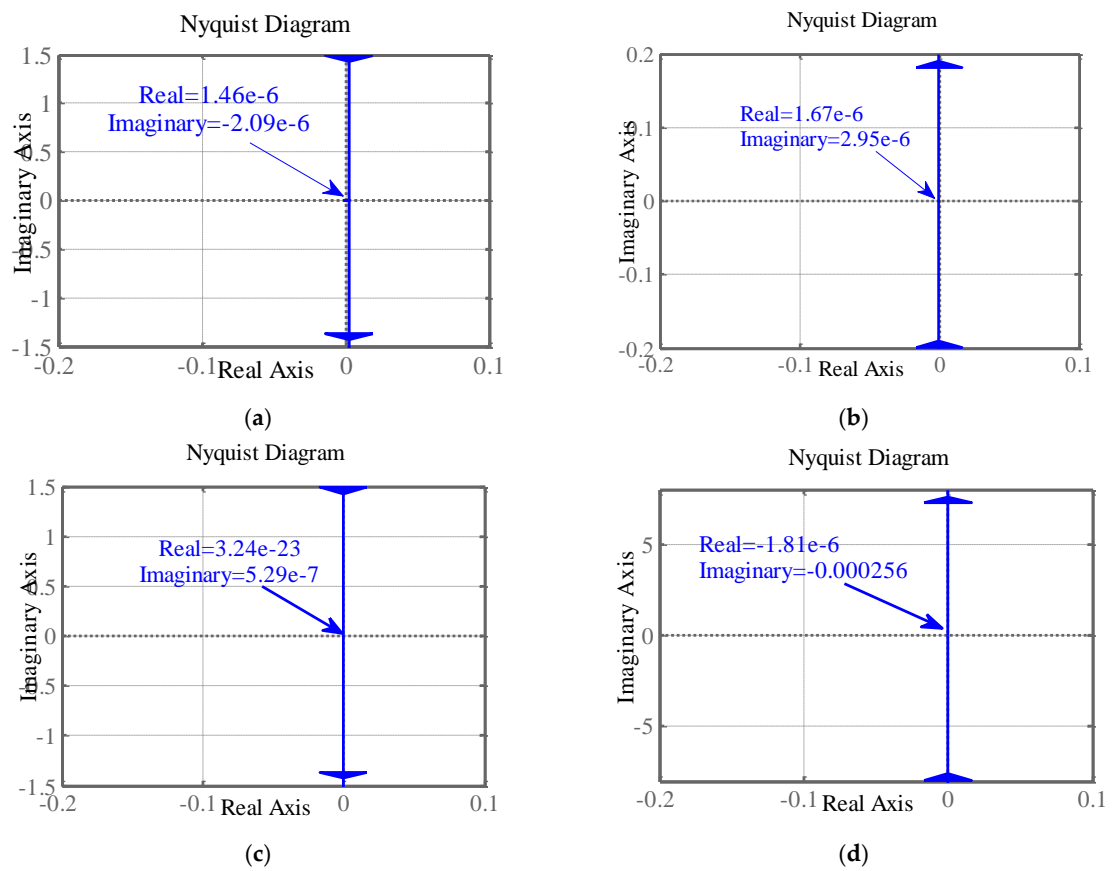 Nyquist Diagram
1.5
1
0.5
0
-0.5
-1
-1.5
Imaginary Axis
Real=1.46e-6
Imaginary=-2.09e-6
-0.2
-0.1
0
0.1
Real Axis
(a)
Nyquist Diagram
0.2
0.1
0
-0.1
-0.2
Imaginary Axis
Real=1.67e-6
Imaginary=2.95e-6
-0.2
-0.1
0
0.1
Real Axis
(b)
Nyquist Diagram
1.5
1
0.5
0
-0.5
-1
-1.5
Imaginary Axis
Real=3.24e-23
Imaginary=5.29e-7
-0.2
-0.1
0
0.1
Real Axis
(c)
Nyquist Diagram
5
0
-5
Imaginary Axis
Real=-1.81e-6
Imaginary=-0.000256
-0.2
-0.1
0
0.1
Real Axis
(d)